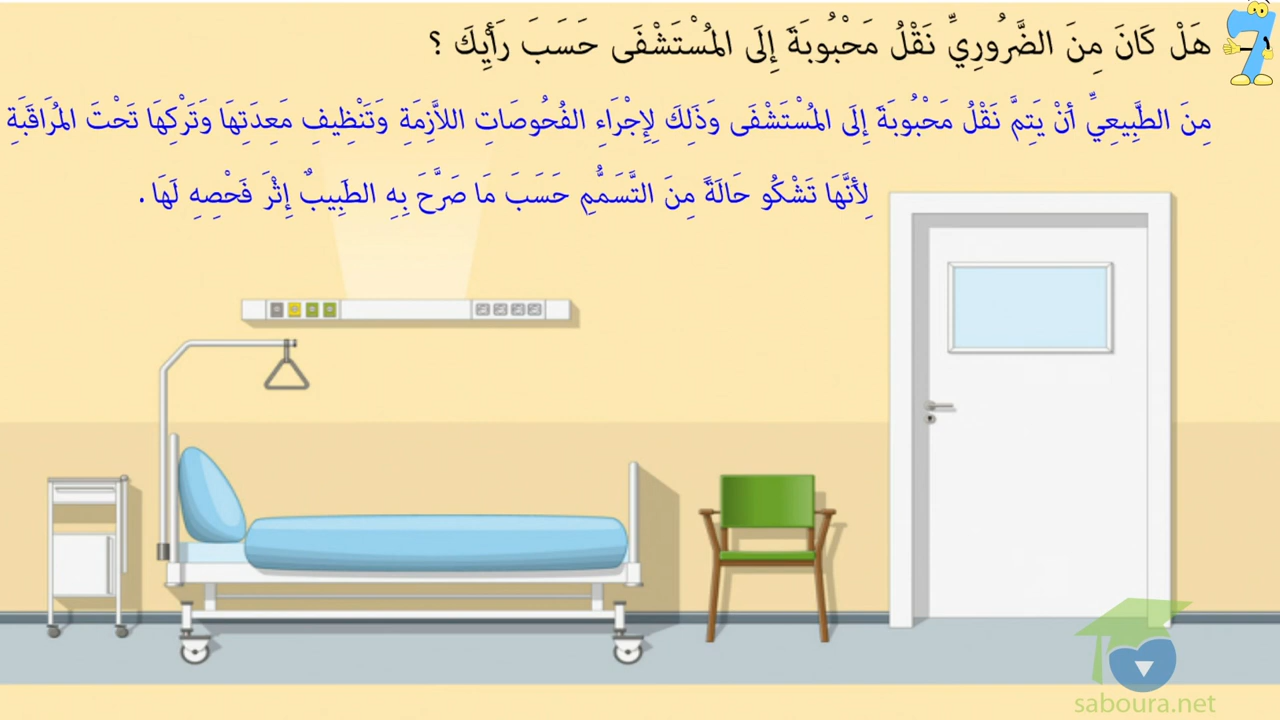 7 – هَلْ كَانَ مِنَ الضَّرُورِيِّ نَقْلُ مَحْبُوبَةَ إِلَى المُسْتَشْفَى حَسَبَ رَأْيِكَ ؟
مِنَ الطَّبِيعِيِّ أَنْ يَتِمَّ نَقْلُ مَحْبُوبَةَ إِلَى المُسْتَشْفَى وَذَلِكَ لِإِجْرَاءِ الفُحُوصَاتِ اللاَّزِمَةِ وَتَنْظِيفِ مَعِدَتِهَا وَتَرْكِهَا تَحْتَ المُرَاقَبَةِ
لِأَنَّهَا تَشْكُو حَالَةً مِنَ التَّسَمُّمِ حَسَبَ مَا صَرَّحَ بِهِ الطَبِيبُ إِثْرَ فَحْصِهِ لَهَا .
saboura.net